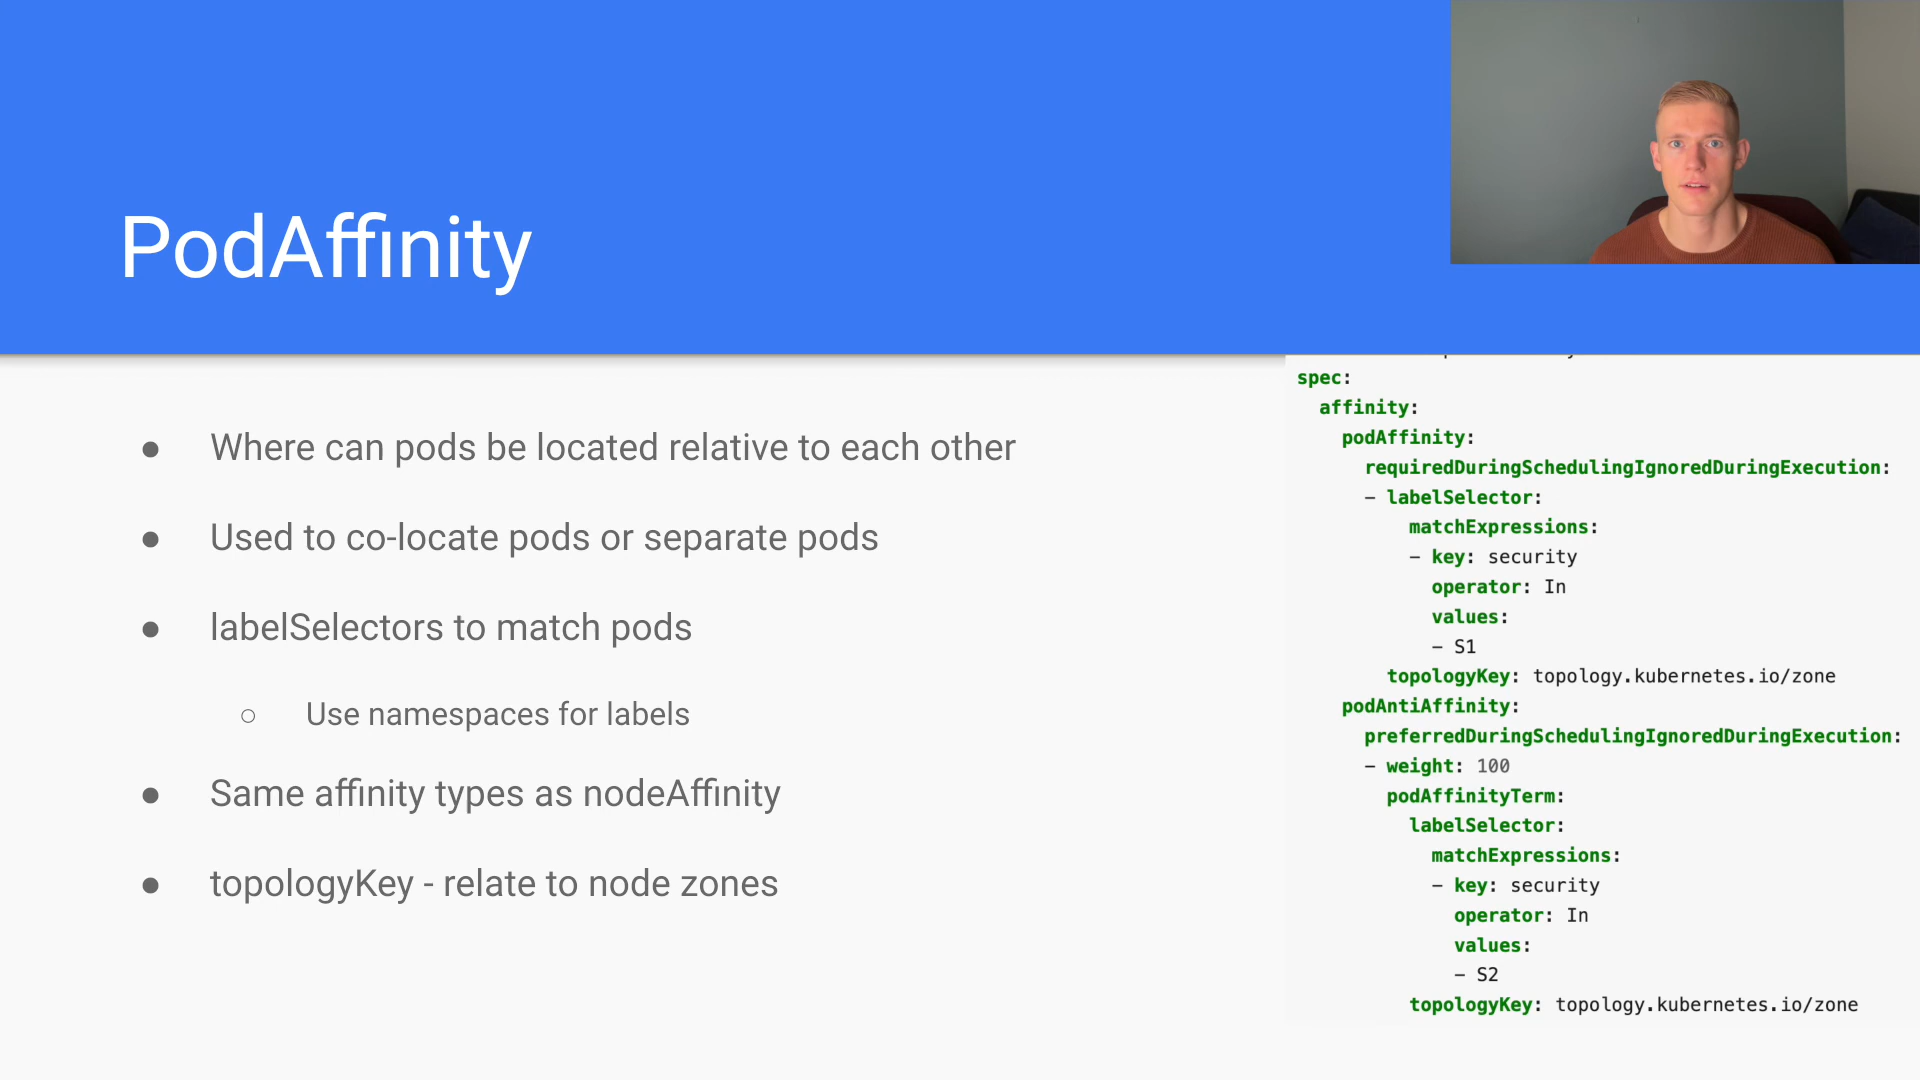 PodAffinity
● Where can pods be located relative to each other
● Used to co-locate pods or separate pods
● labelSelectors to match pods
○ Use namespaces for labels
● Same affinity types as nodeAffinity
● topologyKey - relate to node zones
spec:
affinity:
podAffinity:
requiredDuringSchedulingIgnoredDuringExecution:
- labelSelector:
matchExpressions:
- key: security
operator: In
values:
- S1
topologyKey: topology.kubernetes.io/zone
podAntiAffinity:
preferredDuringSchedulingIgnoredDuringExecution:
- weight: 100
podAffinityTerm:
labelSelector:
matchExpressions:
- key: security
operator: In
values:
- S2
topologyKey: topology.kubernetes.io/zone